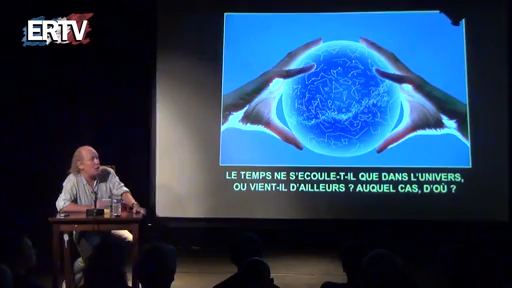 ERTV
LE TEMPS NE S'ECOULE-T-IL QUE DANS L'UNIVERS,
OU VIENT-IL D'AILLEURS ? AUQUEL CAS, D'OÙ ?